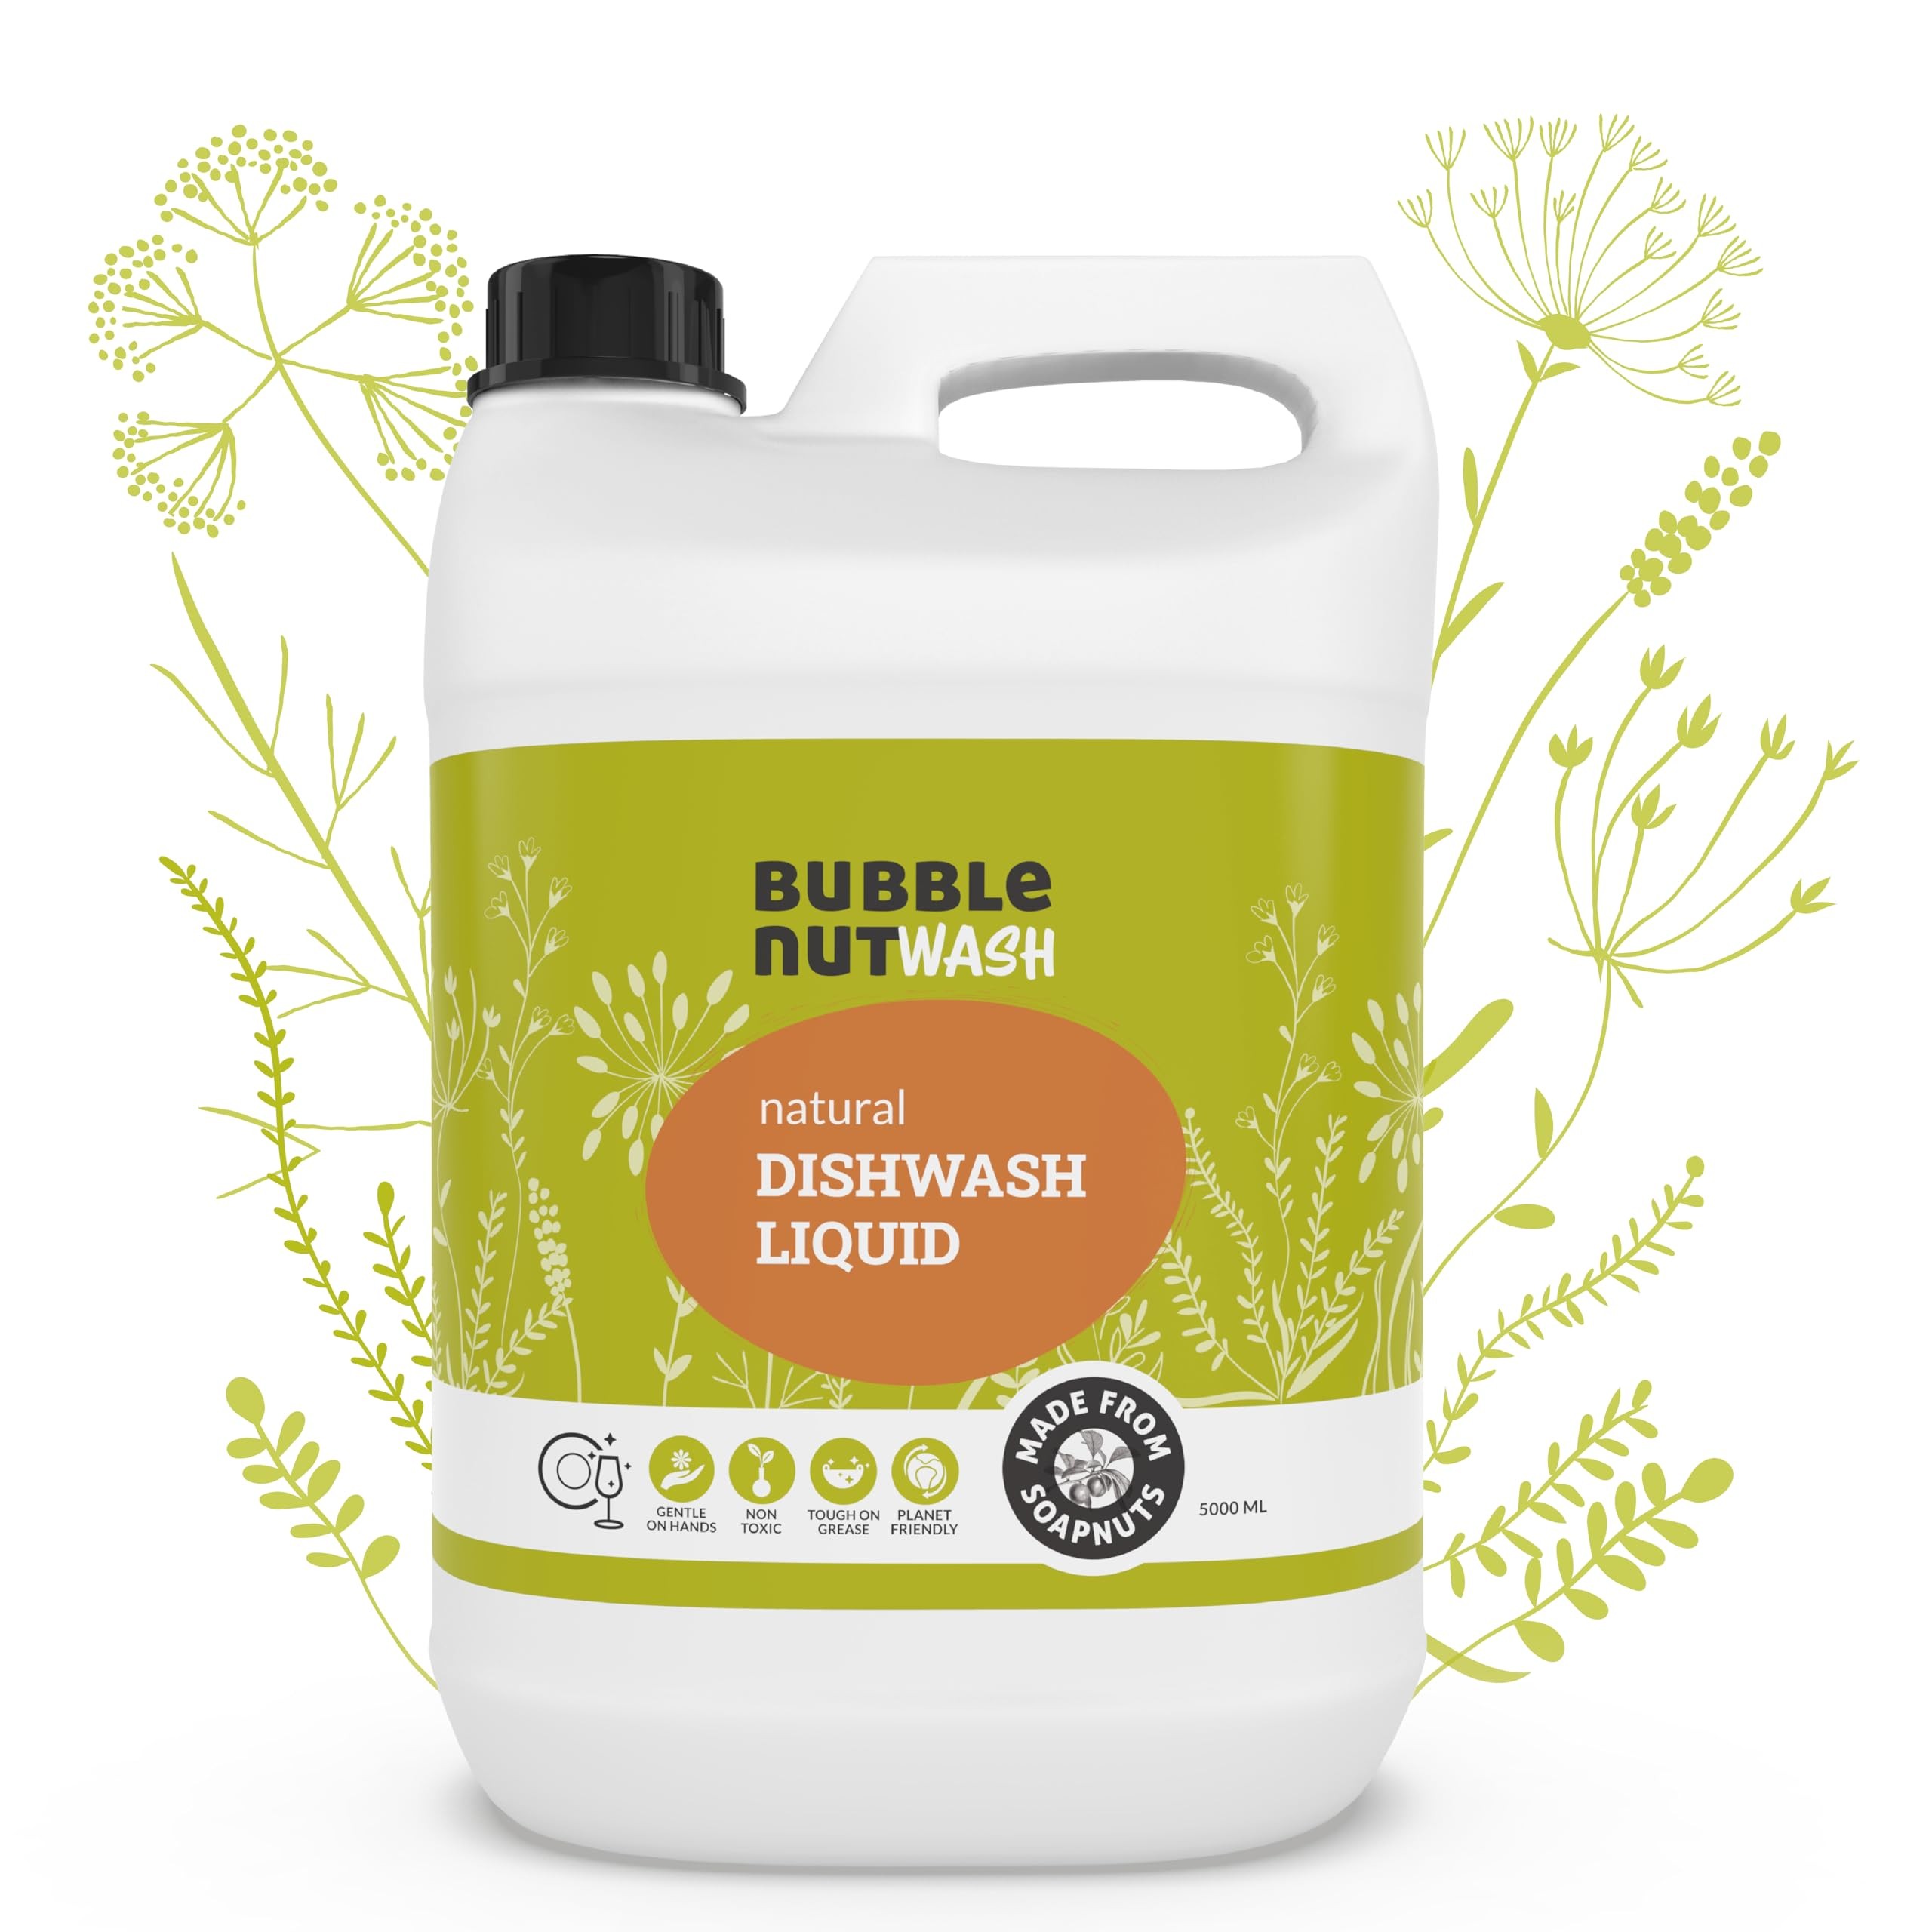 BUBBLe
nUTWASH
natural
DISHWASH
LIQUID
GENTLE
ON HANDS
NON
TOXIC
TOUGH ON
GREASE
PLANET
FRIENDLY
MADE FROM
SOAPNUTS
5000 ML